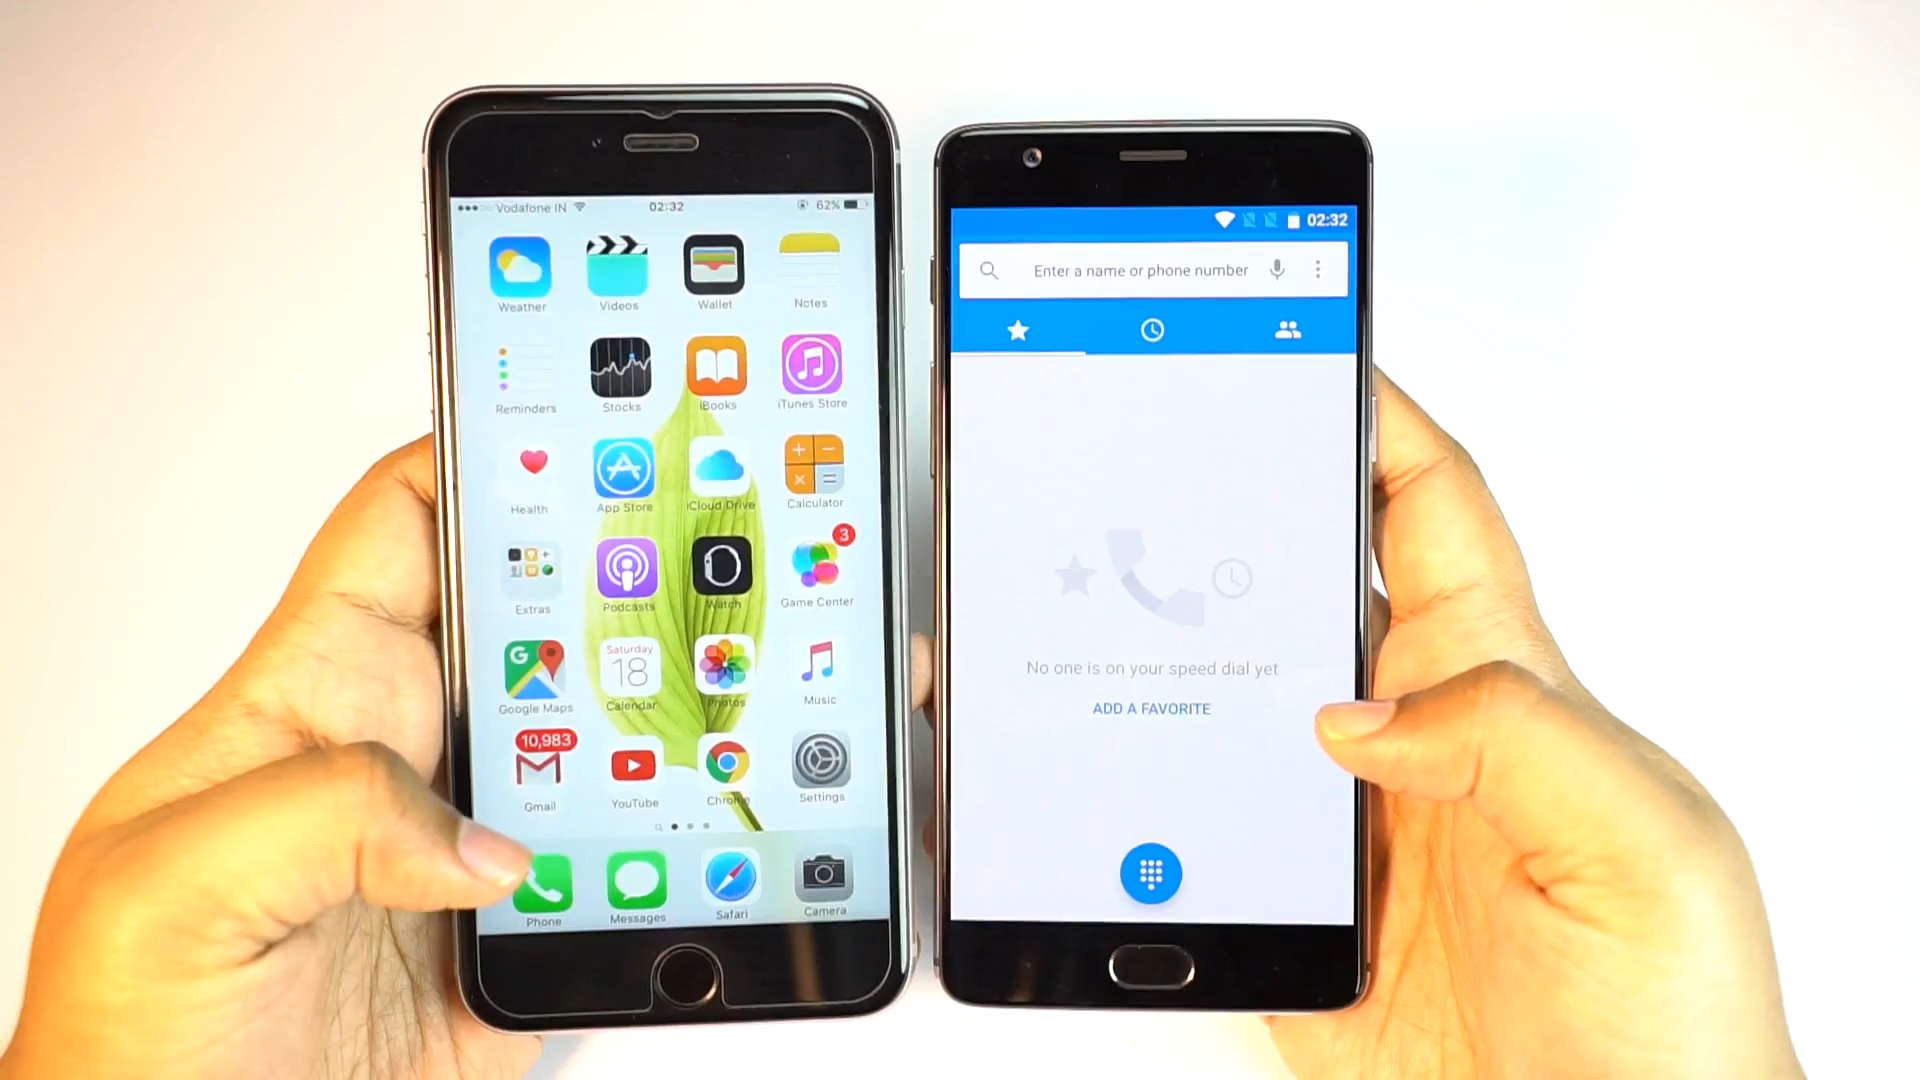 Vodafone IN 02:32 62%
Weather Videos Wallet Notes
Reminders Stocks iBooks iTunes Store
Health App Store iCloud Drive Calculator
3
Extras Podcasts Watch Game Center
G
Saturday
18
Google Maps Calendar Photos Music
10,983
Gmail YouTube Chrome Settings
Phone Messages Safari Camera
02:32
Enter a name or phone number
No one is on your speed dial yet
ADD A FAVORITE